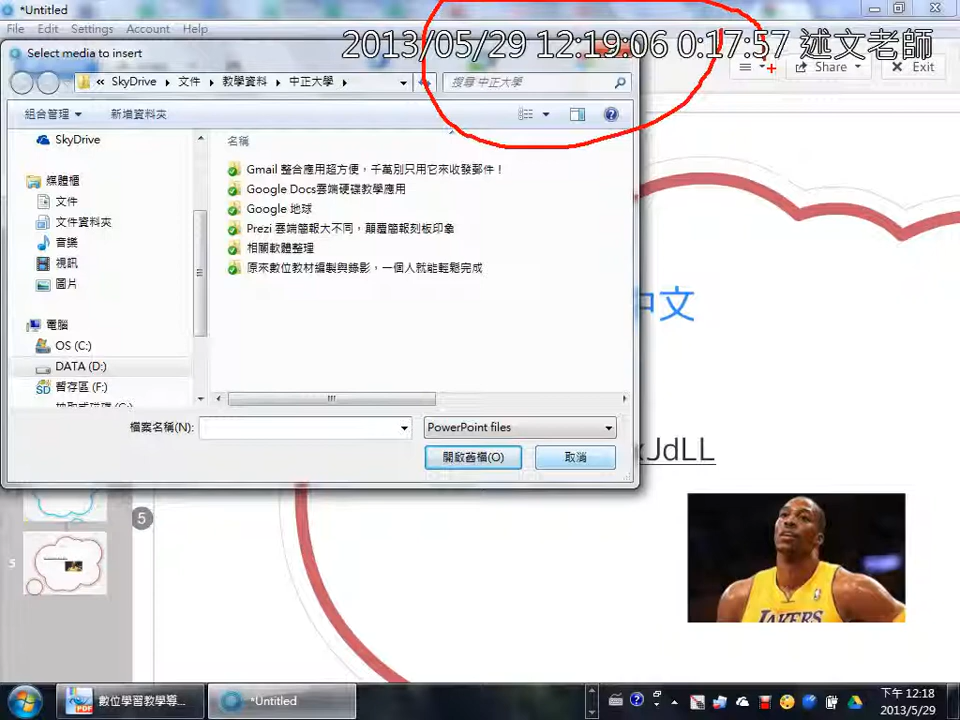 *Untitled
File Edit Settings Account Help
2013/05/29 12:19:06 0:17:57 述文老師
Select media to insert
« SkyDrive 文件 教學資料 中正大學
搜尋 中正大學
Share Exit
組合管理 新增資料夾
SkyDrive
媒體櫃
文件
文件資料夾
音樂
視訊
圖片
電腦
OS (C:)
DATA (D:)
暫存區 (F:)
名稱
Gmail 整合應用超方便，千萬別只用它來收發郵件！
Google Docs雲端硬碟教學應用
Google 地球
Prezi 雲端簡報大不同，顛覆簡報刻板印象
相關軟體整理
原來數位教材編製與錄影，一個人就能輕鬆完成
檔案名稱(N):
PowerPoint files
開啟舊檔(O) 取消
中文
xJdLL
LAKERS
5
5
數位學習教學導...
*Untitled
下午 12:18
2013/5/29